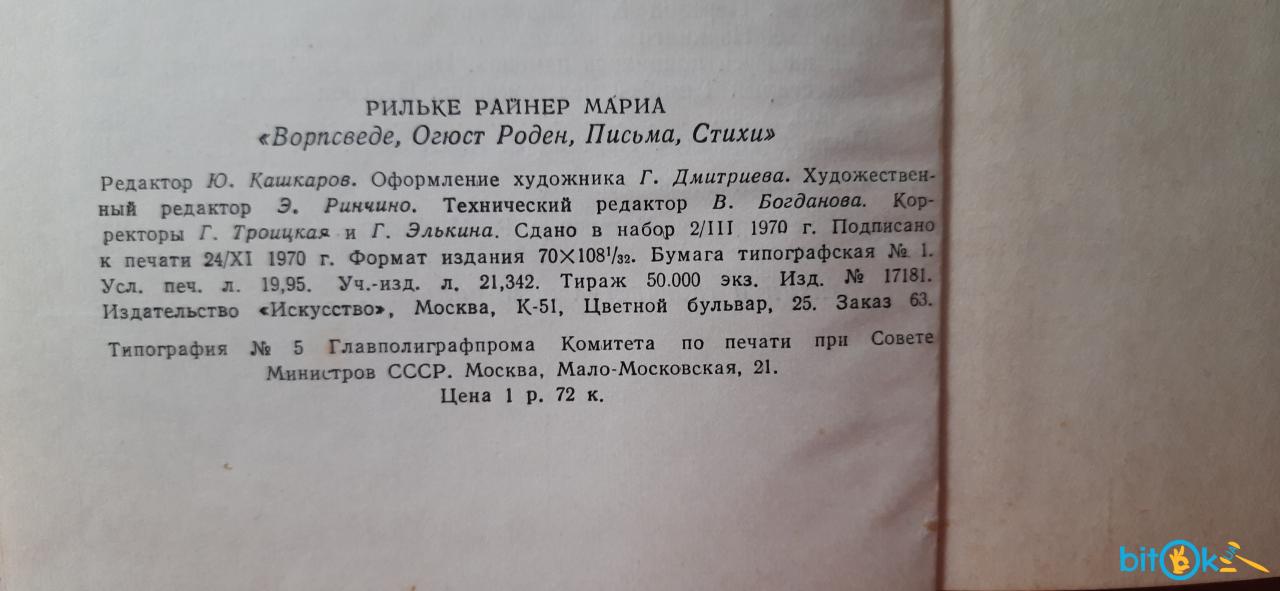 РИЛЬКЕ РАЙНЕР МАРИА
«Ворпсведе, Огюст Роден, Письма, Стихи»
Редактор Ю. Кашкаров. Оформление художника Г. Дмитриева. Художествен-
ный редактор Э. Ринчино. Технический редактор В. Богданова. Кор-
ректоры Г. Троицкая и Г. Элькина. Сдано в набор 2/III 1970 г. Подписано
к печати 24/XI 1970 г. Формат издания 70×108¹/₃₂. Бумага типографская № 1.
Усл. печ. л. 19,95. Уч.-изд. л. 21,342. Тираж 50.000 экз. Изд. № 17181.
Издательство «Искусство», Москва, К-51, Цветной бульвар, 25. Заказ 63.
Типография № 5 Главполиграфпрома Комитета по печати при Совете
Министров СССР. Москва, Мало-Московская, 21.
Цена 1 р. 72 к.
bitOk UA